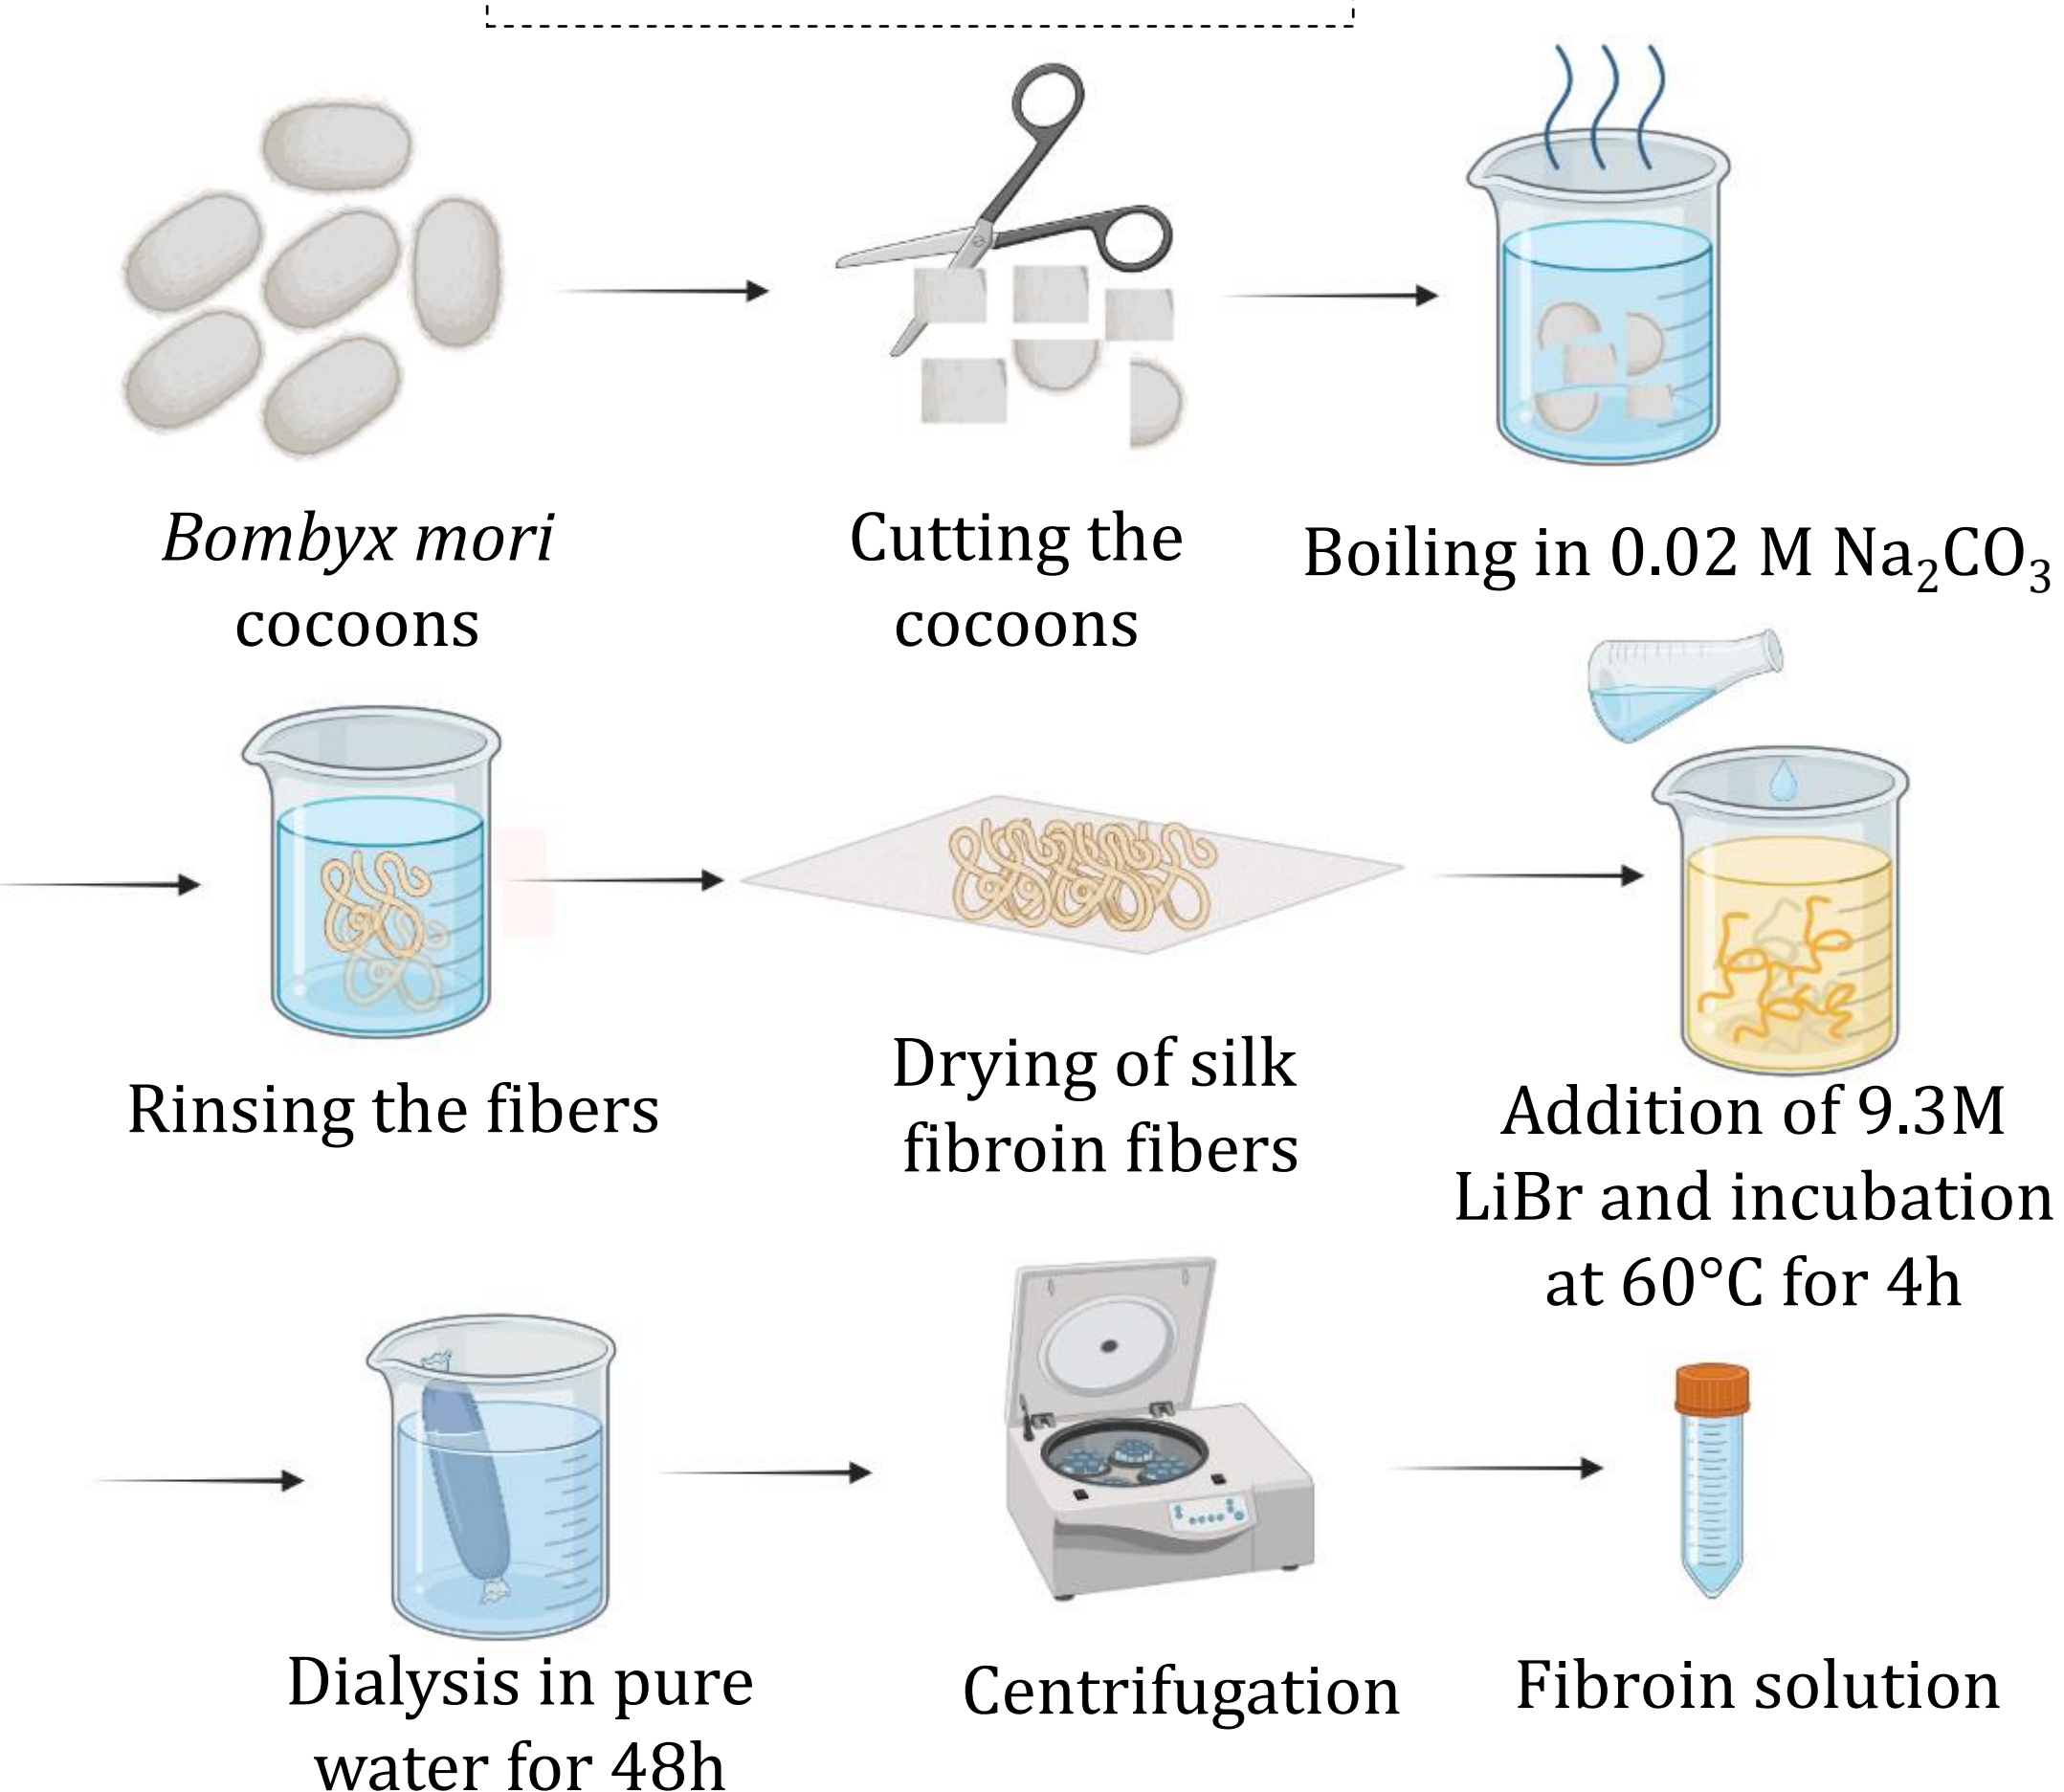 Bombyx mori
cocoons
Cutting the
cocoons
Boiling in 0.02 M Na₂CO₃
Rinsing the fibers
Drying of silk
fibroin fibers
Addition of 9.3M
LiBr and incubation
at 60°C for 4h
Dialysis in pure
water for 48h
Centrifugation
Fibroin solution